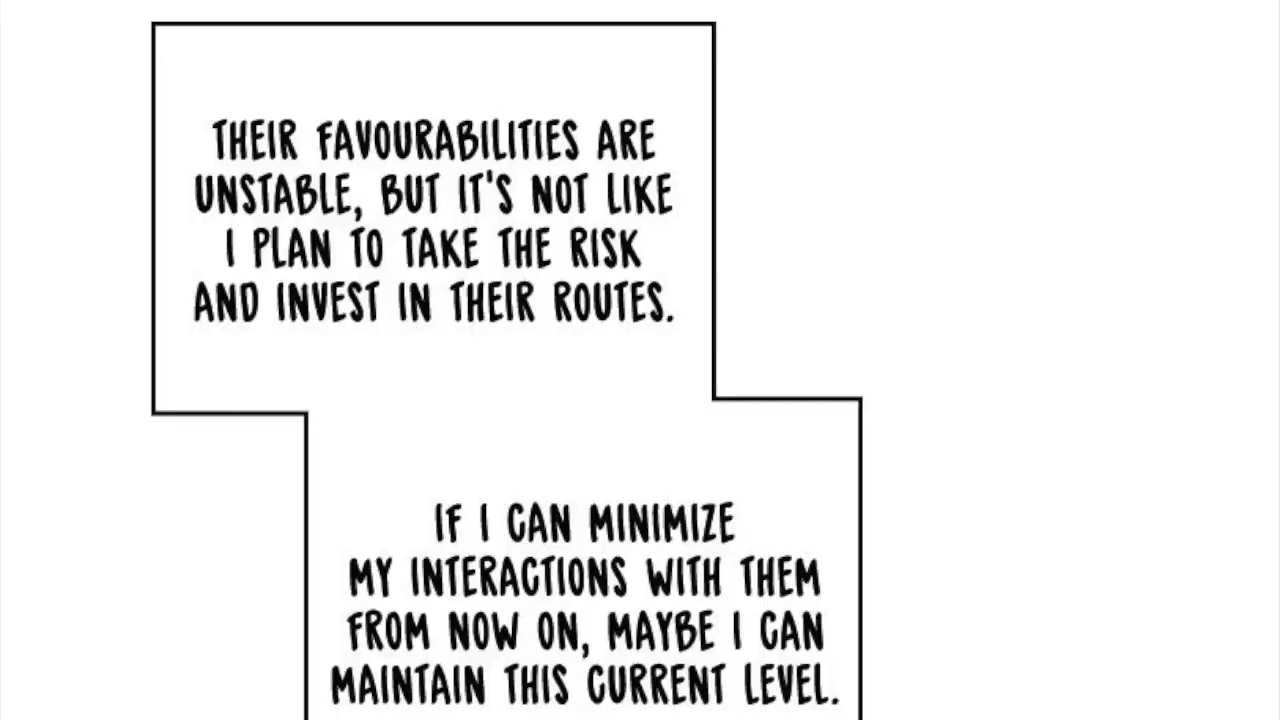 THEIR FAVOURABILITIES ARE
UNSTABLE, BUT IT'S NOT LIKE
I PLAN TO TAKE THE RISK
AND INVEST IN THEIR ROUTES.
IF I CAN MINIMIZE
MY INTERACTIONS WITH THEM
FROM NOW ON, MAYBE I CAN
MAINTAIN THIS CURRENT LEVEL.